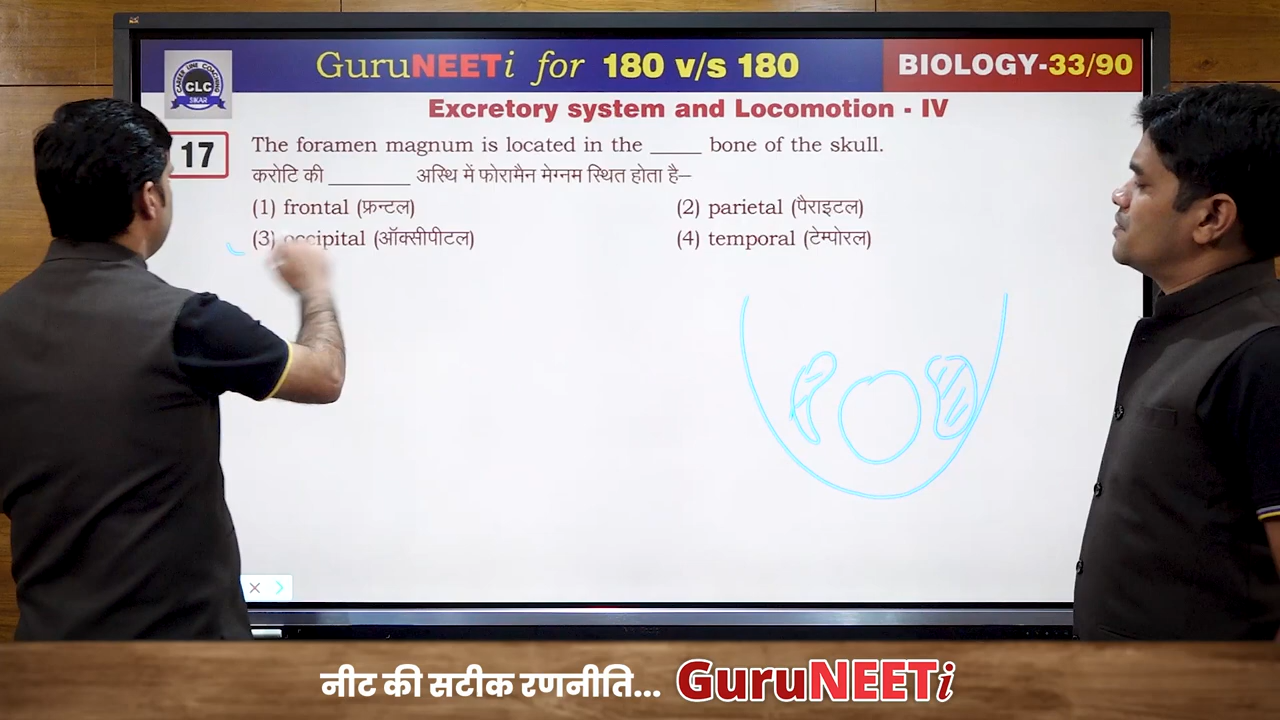 GuruNEETi for 180 v/s 180
BIOLOGY-33/90
CAREER LINE COACHING
CLC
SIKAR
Excretory system and Locomotion - IV
17
The foramen magnum is located in the _____ bone of the skull.
करोटि की ________ अस्थि में फोरामैन मेग्नम स्थित होता है–
(1) frontal (फ्रन्टल)
(2) parietal (पैराइटल)
(3) occipital (ऑक्सीपीटल)
(4) temporal (टेम्पोरल)
नीट की सटीक रणनीति... GuruNEETi